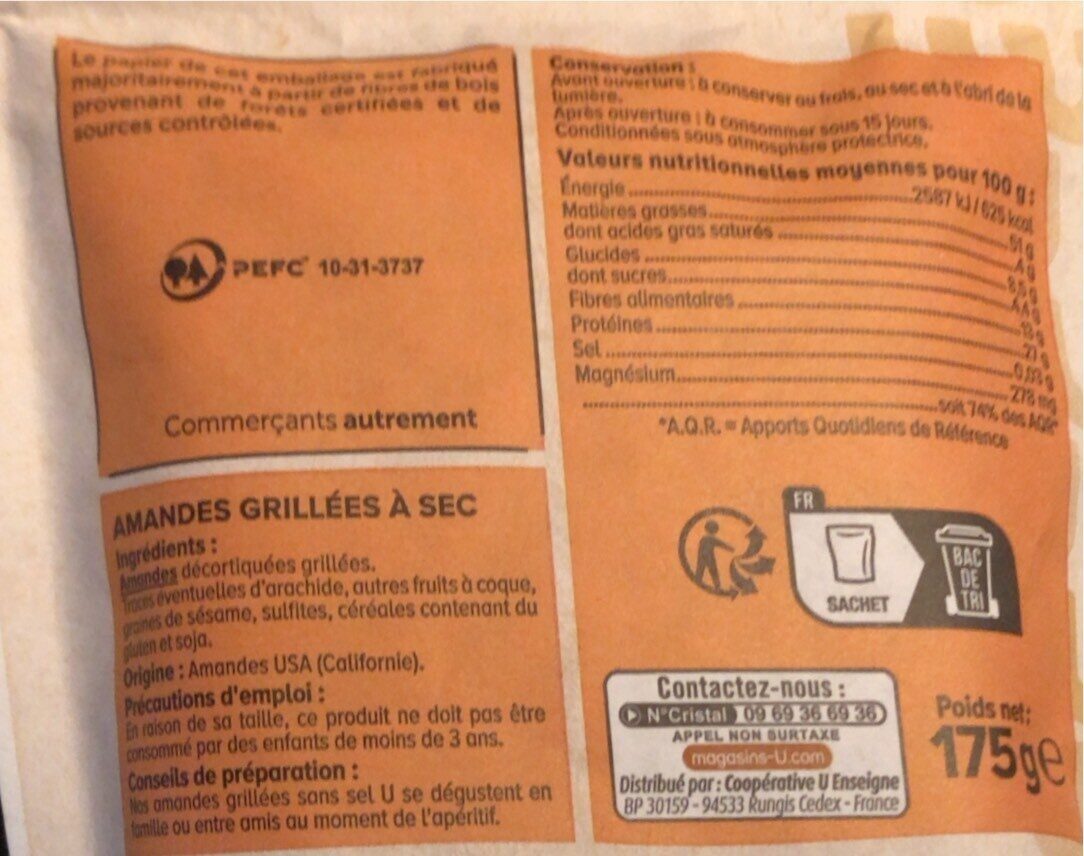 Le papier de cet emballage est fabriqué
majoritairement à partir de fibres de bois
provenant de forêts certifiées et de
sources contrôlées.
PEFC 10-31-3737
Commerçants autrement
AMANDES GRILLÉES À SEC
Ingrédients :
Amandes décortiquées grillées.
Traces éventuelles d'arachide, autres fruits à coque,
graines de sésame, sulfites, céréales contenant du
gluten et soja.
Origine : Amandes USA (Californie).
Précautions d'emploi :
En raison de sa taille, ce produit ne doit pas être
consommé par des enfants de moins de 3 ans.
Conseils de préparation :
Nos amandes grillées sans sel U se dégustent en
famille ou entre amis au moment de l'apéritif.
Conservation :
Avant ouverture : à conserver au frais, au sec et à l'abri de la
lumière.
Après ouverture : à consommer sous 15 jours.
Conditionnées sous atmosphère protectrice.
Valeurs nutritionnelles moyennes pour 100 g :
Énergie 2587 kJ / 625 kcal
Matières grasses 51 g
dont acides gras saturés 4 g
Glucides
dont sucres
Fibres alimentaires
Protéines 21 g
Sel 0,03 g
Magnésium 278 mg
soit 74% des AQR*
*A.Q.R. = Apports Quotidiens de Référence
FR
SACHET
BAC
DE
TRI
Contactez-nous :
N°Cristal 09 69 36 69 36
APPEL NON SURTAXE
magasins-U.com
Distribué par : Coopérative U Enseigne
BP 30159 - 94533 Rungis Cedex - France
Poids net:
175g e